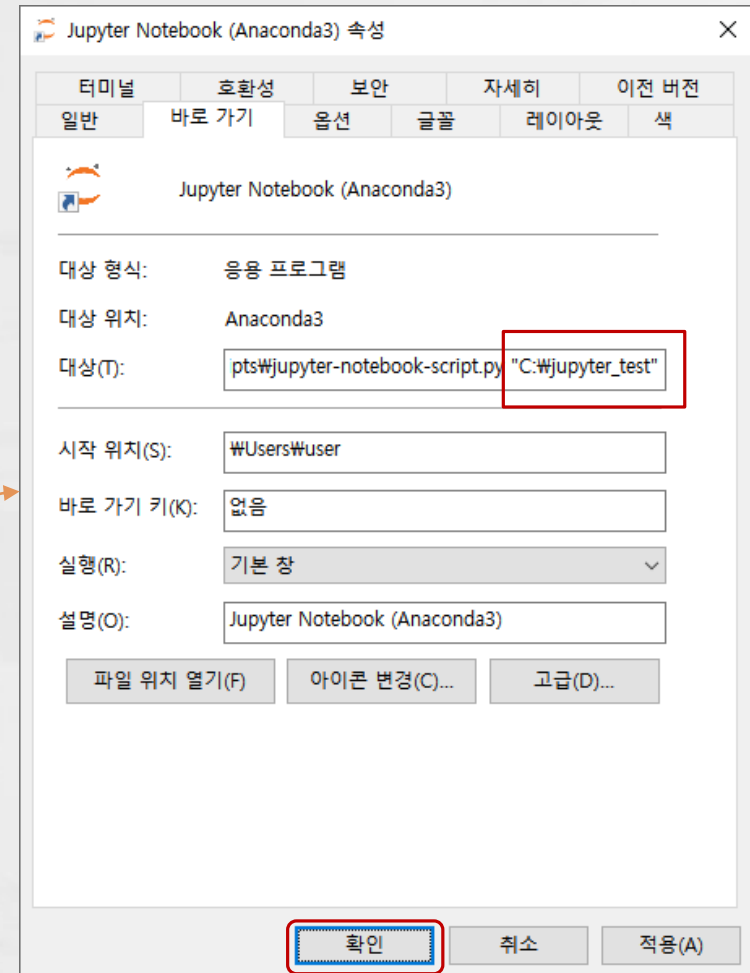 Jupyter Notebook (Anaconda3) 속성
터미널 호환성 보안 자세히 이전 버전
일반 바로 가기 옵션 글꼴 레이아웃 색
Jupyter Notebook (Anaconda3)
대상 형식: 응용 프로그램
대상 위치: Anaconda3
대상(T): ipts₩jupyter-notebook-script.py "C:₩jupyter_test"
시작 위치(S): ₩Users₩user
바로 가기 키(K): 없음
실행(R): 기본 창
설명(O): Jupyter Notebook (Anaconda3)
파일 위치 열기(F) 아이콘 변경(C)... 고급(D)...
확인 취소 적용(A)